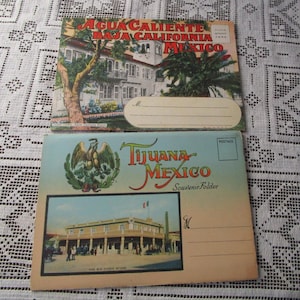 AGUA CALIENTE
BAJA CALIFORNIA
MEXICO
TIJUANA
MEXICO
Souvenir Folder